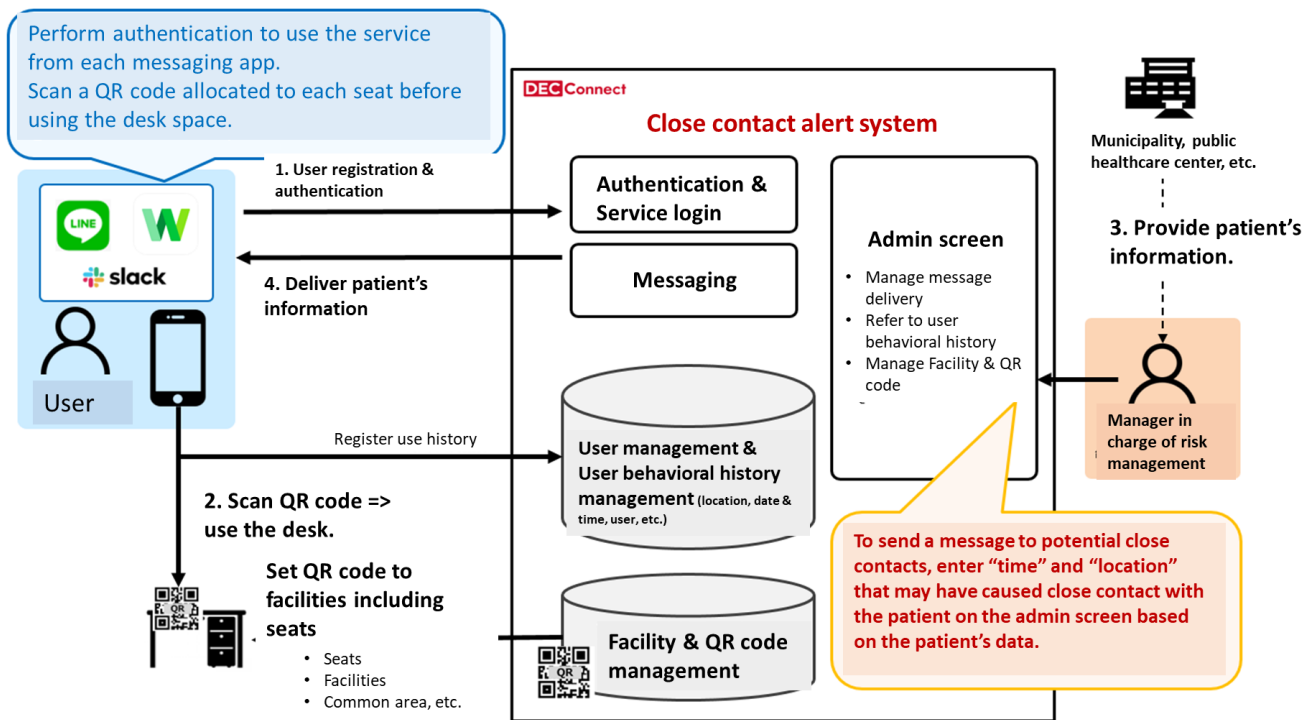 Perform authentication to use the service
from each messaging app.
Scan a QR code allocated to each seat before
using the desk space.
DEC Connect
Close contact alert system
Municipality, public
healthcare center, etc.
1. User registration &
authentication
LINE
W
slack
Authentication &
Service login
Messaging
4. Deliver patient's
information
Admin screen
• Manage message
delivery
• Refer to user
behavioral history
• Manage Facility & QR
code
3. Provide patient's
information.
User
Manager in
charge of risk
management
Register use history
User management &
User behavioral history
management (location, date &
time, user, etc.)
2. Scan QR code =>
use the desk.
To send a message to potential close
contacts, enter “time” and “location”
that may have caused close contact with
the patient on the admin screen based
on the patient's data.
QR
Set QR code to
facilities including
seats
• Seats
• Facilities
• Common area, etc.
QR
Facility & QR code
management